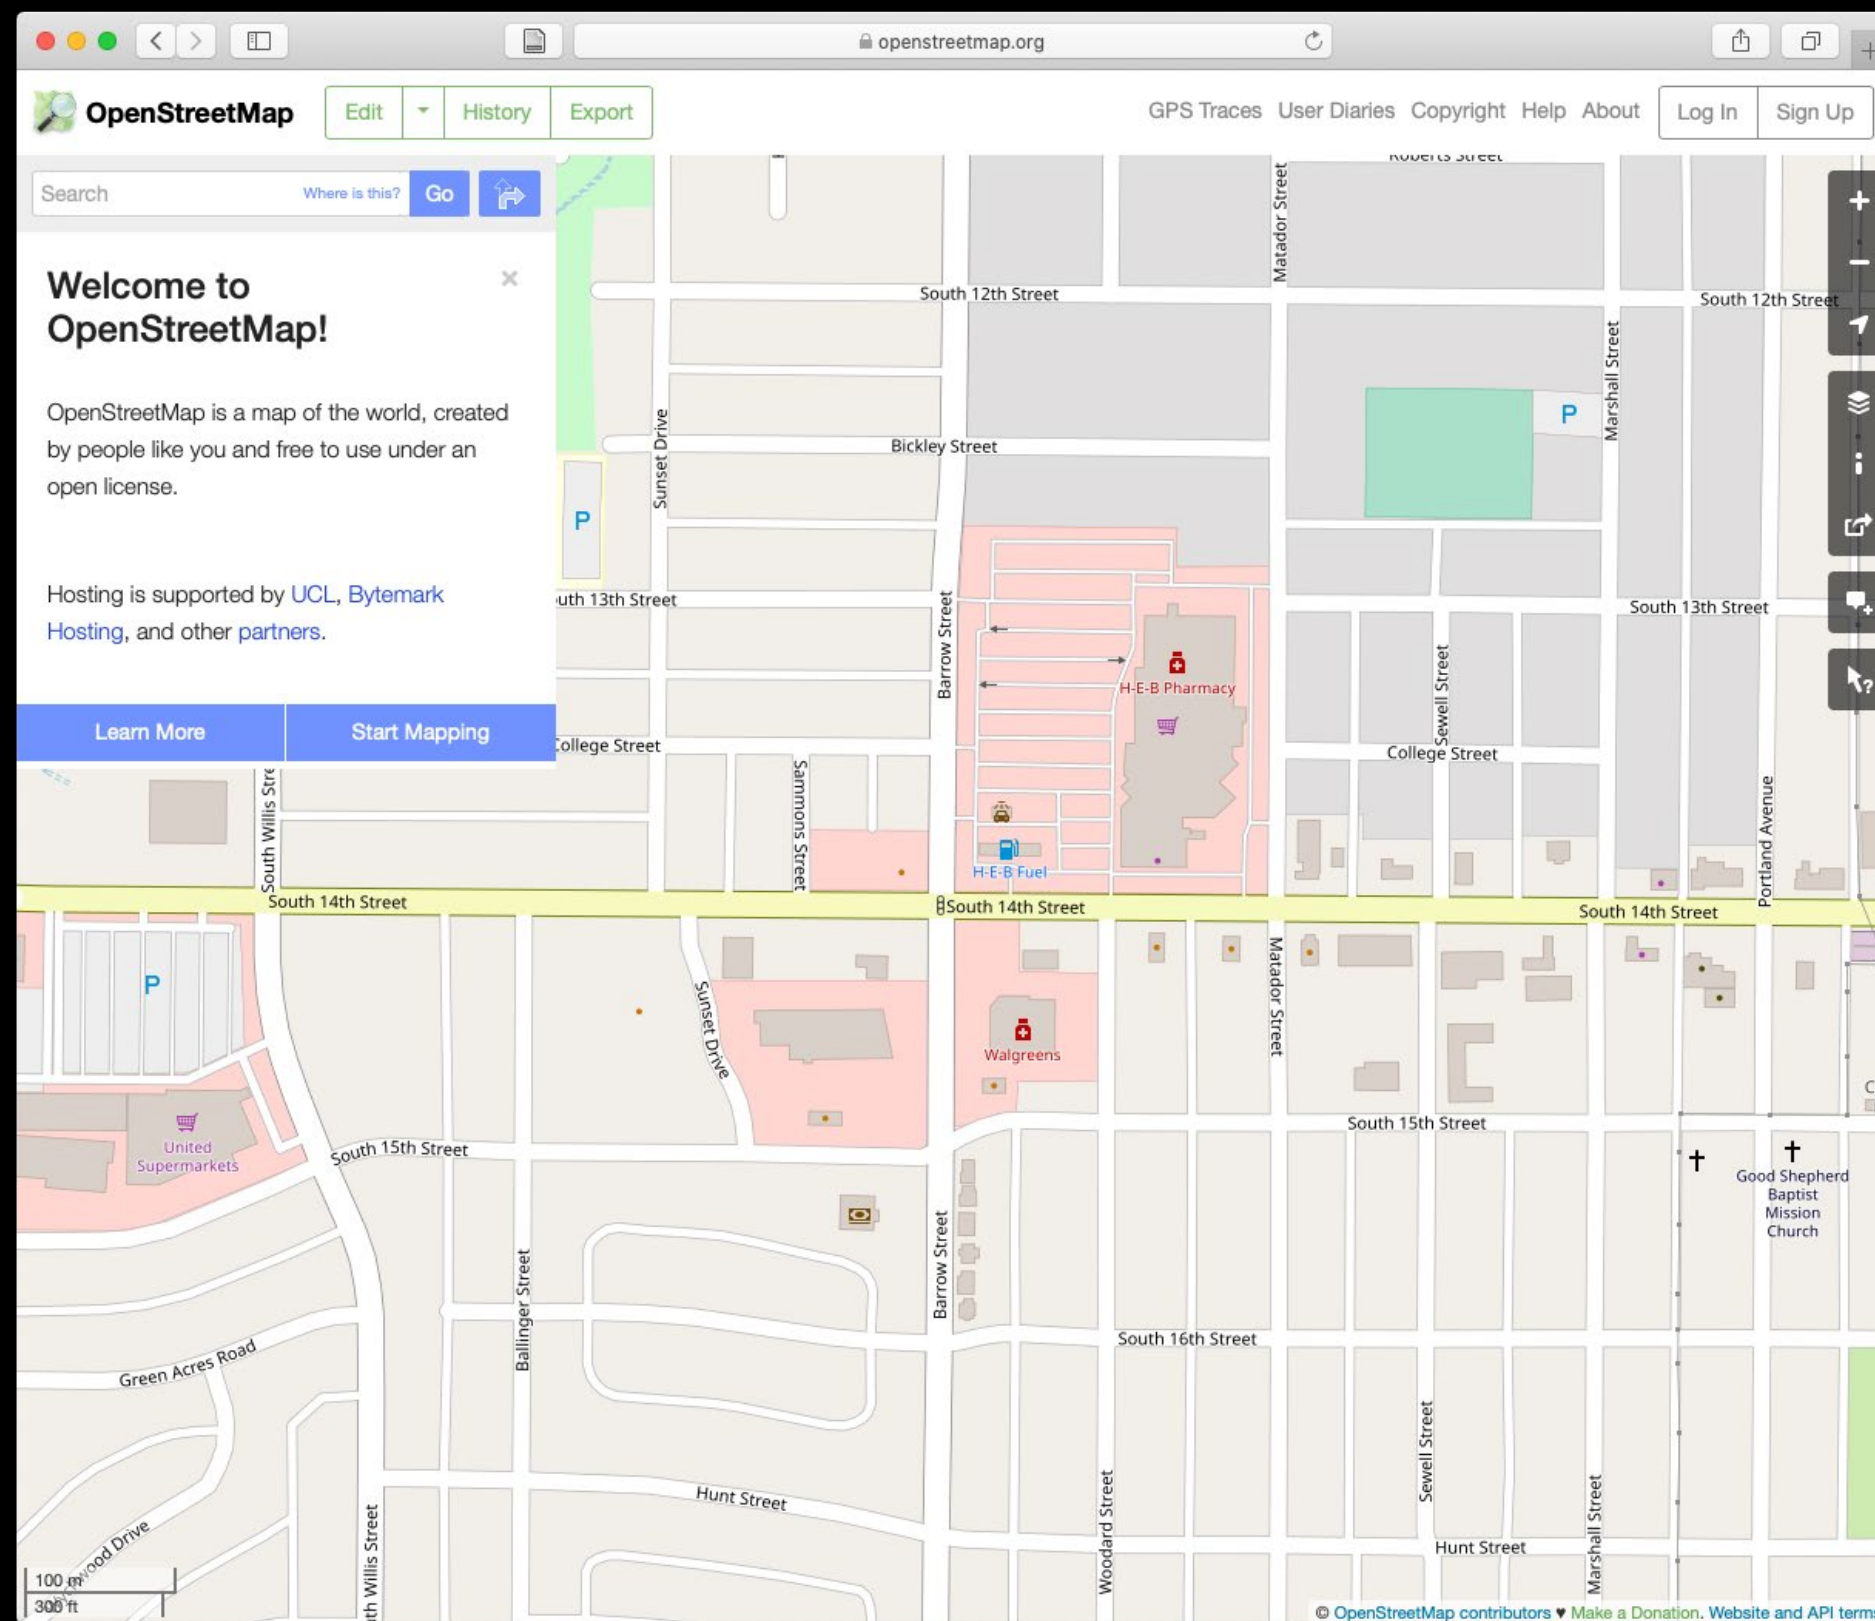 openstreetmap.org
OpenStreetMap
Edit
History
Export
GPS Traces
User Diaries
Copyright
Help
About
Log In
Sign Up
Search
Where is this?
Go
Welcome to
OpenStreetMap!
OpenStreetMap is a map of the world, created
by people like you and free to use under an
open license.
Hosting is supported by UCL, Bytemark
Hosting, and other partners.
Learn More
Start Mapping
Roberts Street
Matador Street
South 12th Street
South 12th Street
Marshall Street
P
Sunset Drive
Bickley Street
P
uth 13th Street
Barrow Street
South 13th Street
H-E-B Pharmacy
Sewell Street
College Street
College Street
Sammons Street
South Willis Stre
Portland Avenue
H-E-B Fuel
South 14th Street
South 14th Street
South 14th Street
P
Sunset Drive
Matador Street
Walgreens
United
Supermarkets
South 15th Street
South 15th Street
Good Shepherd
Baptist
Mission
Church
Barrow Street
Ballinger Street
South 16th Street
Green Acres Road
Sewell Street
Hunt Street
Woodard Street
Marshall Street
Hunt Street
th Willis Street
wood Drive
100 m
300 ft
© OpenStreetMap contributors ♥ Make a Donation. Website and API term